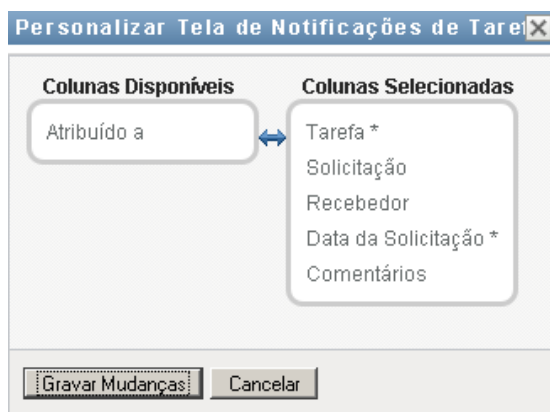 Personalizar Tela de Notificações de Taref
Colunas Disponíveis
Atribuído a
Colunas Selecionadas
Tarefa *
Solicitação
Recebedor
Data da Solicitação *
Comentários
Gravar Mudanças
Cancelar